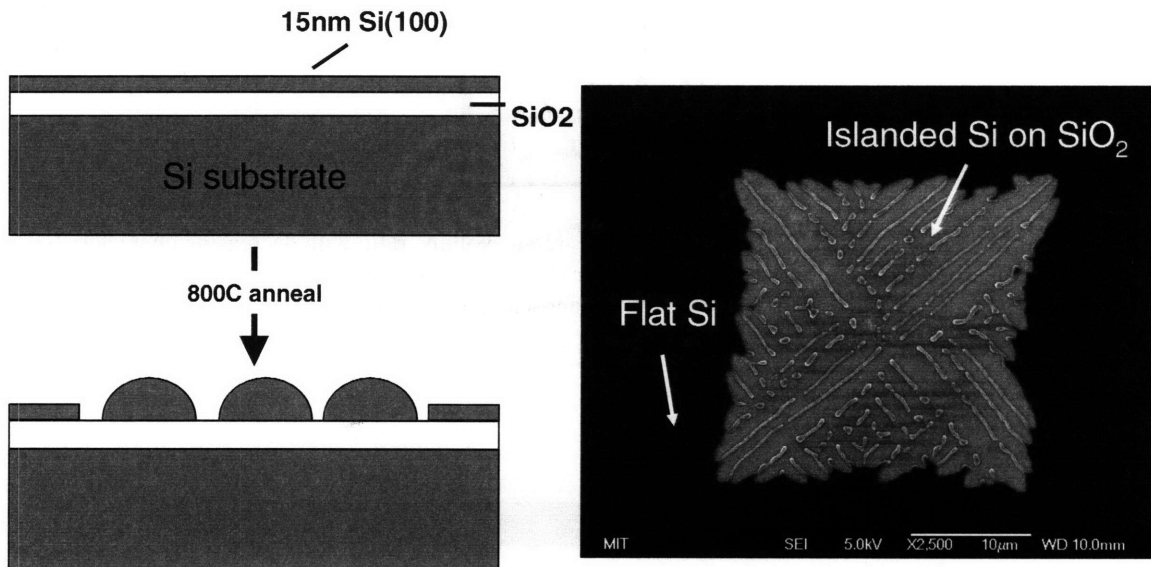 15nm Si(100)
SiO2
Si substrate
800C anneal
Islanded Si on SiO₂
Flat Si
MIT SEI 5.0kV X2,500 10μm WD 10.0mm